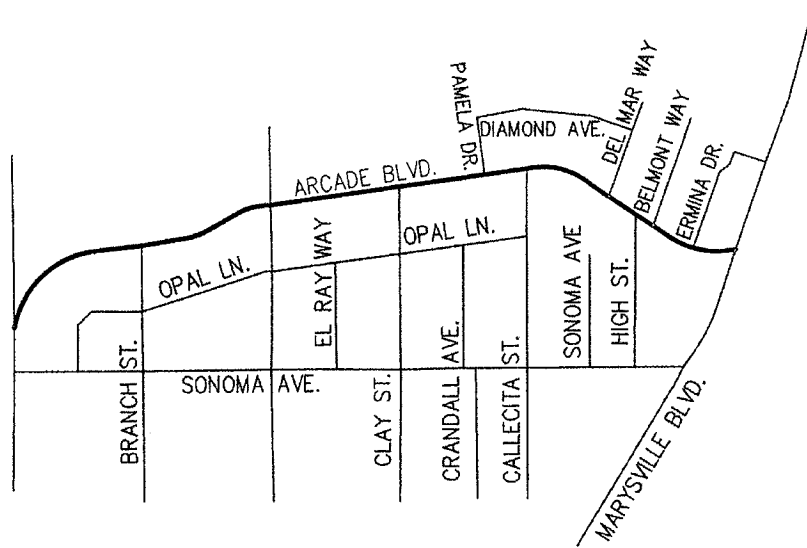 PAMELA DR.
DIAMOND AVE.
DEL MAR WAY
BELMONT WAY
ERMINA DR.
ARCADE BLVD.
OPAL LN.
OPAL LN.
EL RAY WAY
SONOMA AVE
HIGH ST.
BRANCH ST.
SONOMA AVE.
CLAY ST.
CRANDALL AVE.
CALLECITA ST.
MARYSVILLE BLVD.